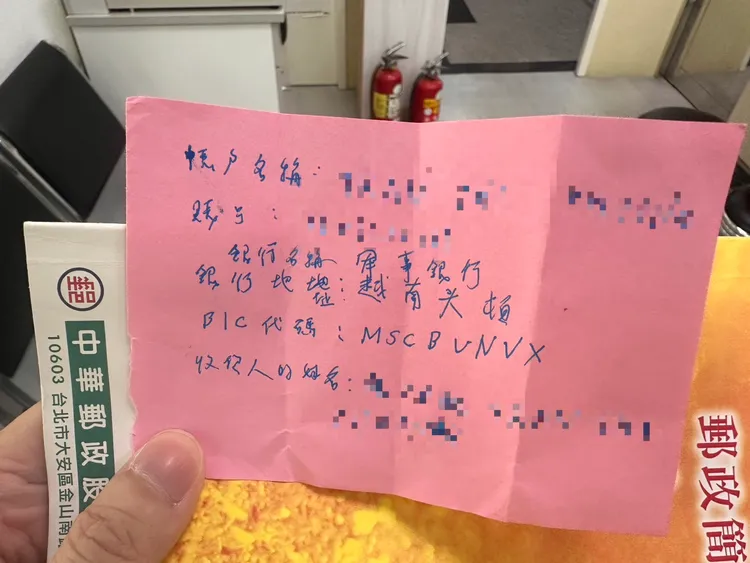 帳戶名稱:
賬号:
銀行名稱 軍事銀行
銀行地址:越南头頓
BIC代碼:MSCBVNVX
收款人的姓名:
郵
中華郵政股
10603 台北市大安區金山南
郵政簡